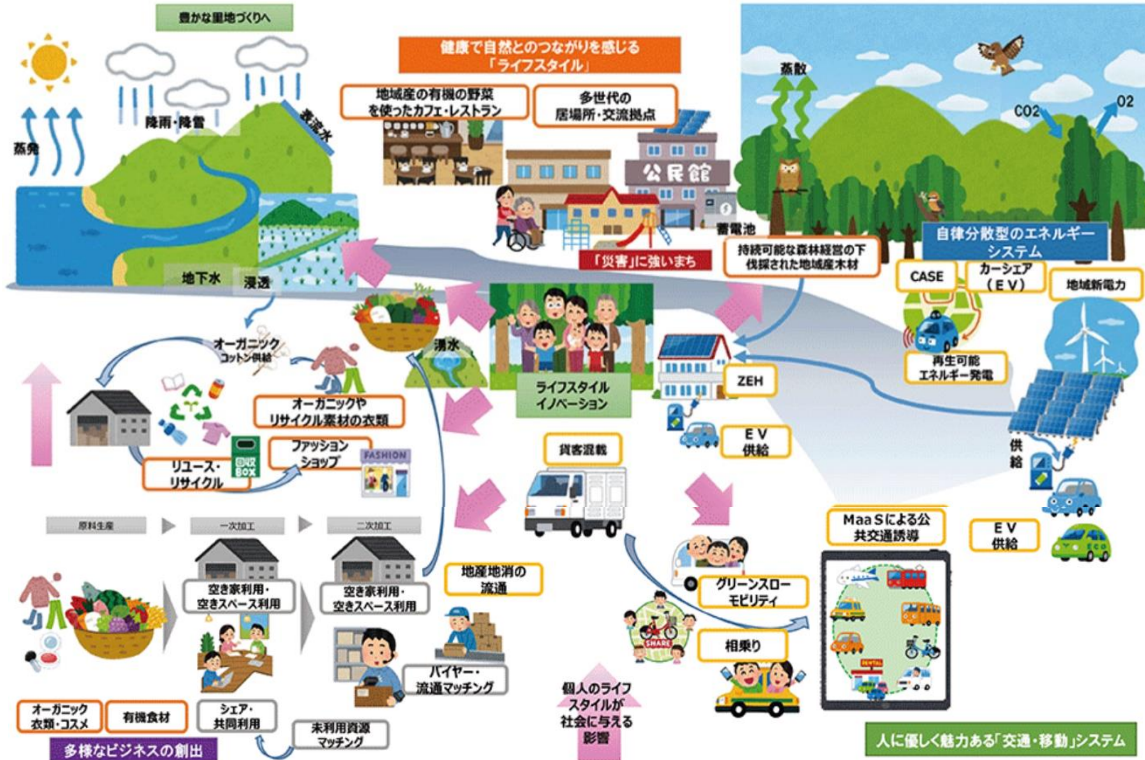 豊かな里地づくりへ
蒸発
降雨・降雪
表流水
地下水
浸透
健康で自然とのつながりを感じる
「ライフスタイル」
地域産の有機の野菜
を使ったカフェ・レストラン
多世代の
居場所・交流拠点
公民館
蓄電池
「災害」に強いまち
蒸散
CO2
O2
持続可能な森林経営の下
伐採された地域産木材
自律分散型のエネルギー
システム
CASE
カーシェア
(EV)
地域新電力
再生可能
エネルギー発電
オーガニック
コットン供給
湧水
ライフスタイル
イノベーション
ZEH
EV
供給
供給
EV
供給
ECO
オーガニックや
リサイクル素材の衣類
回収
BOX
リユース・
リサイクル
ファッション
ショップ
FASHION
貨客混載
原料生産
一次加工
二次加工
空き家利用・
空きスペース利用
空き家利用・
空きスペース利用
地産地消の
流通
バイヤー・
流通マッチング
オーガニック
衣類・コスメ
有機食材
シェア・
共同利用
未利用資源
マッチング
多様なビジネスの創出
グリーンスロー
モビリティ
SHARE
相乗り
個人のライフ
スタイルが
社会に与える
影響
MaaSによる公
共交通誘導
RENTAL
人に優しく魅力ある「交通・移動」システム